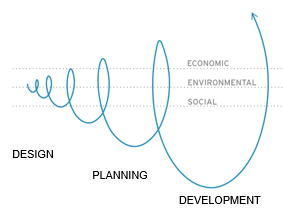 ECONOMIC
ENVIRONMENTAL
SOCIAL
DESIGN
PLANNING
DEVELOPMENT